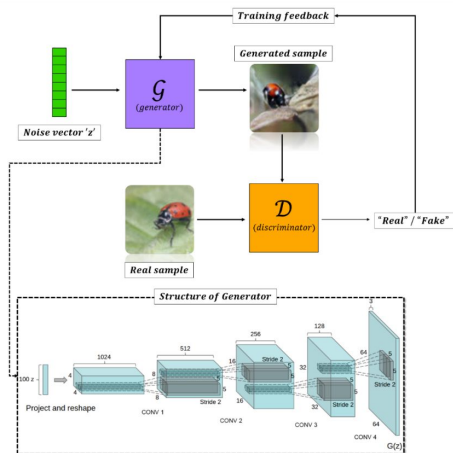 Training feedback
Generated sample
G
(generator)
Noise vector 'z'
D
(discriminator)
"Real" / "Fake"
Real sample
Structure of Generator
3
128
256
512
1024
64
5
5
Stride 2
16
5
5
Stride 2
32
8
5
5
4
100 z
4
16
5
5
8
Stride 2
32
Stride 2
64
Project and reshape
CONV 1
CONV 2
CONV 3
CONV 4
G(z)